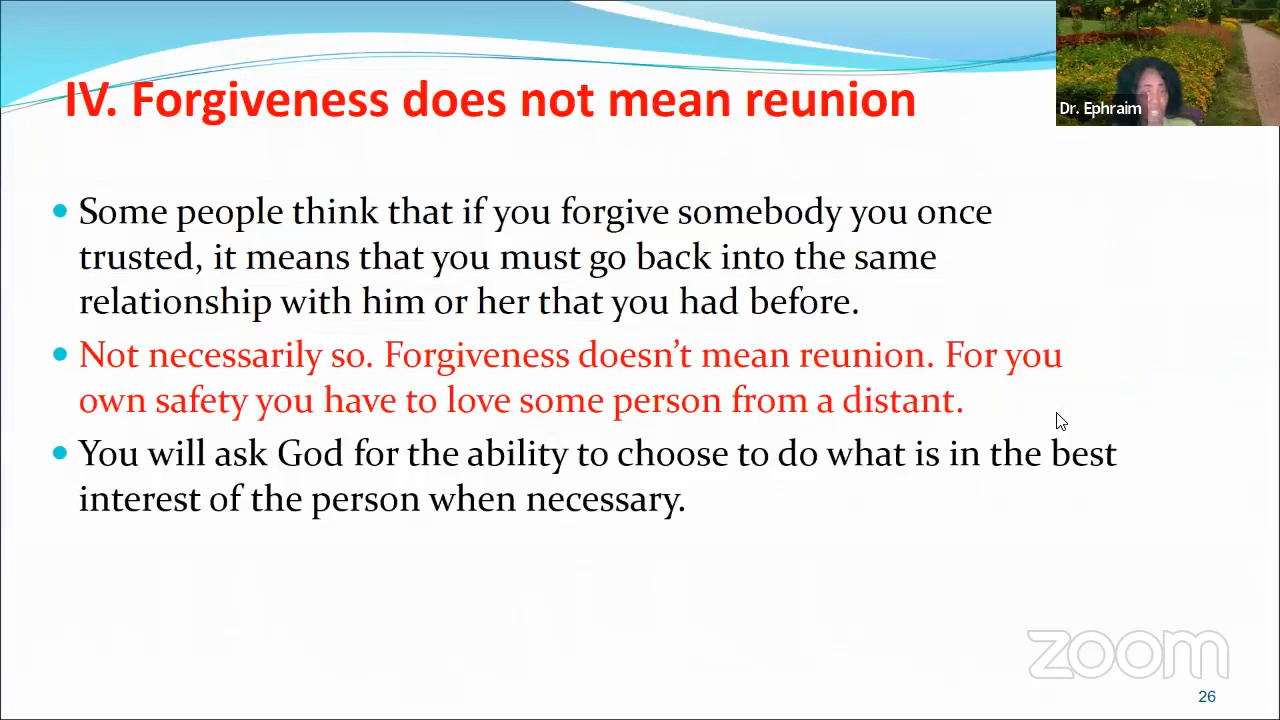 IV. Forgiveness does not mean reunion
Dr. Ephraim
Some people think that if you forgive somebody you once
trusted, it means that you must go back into the same
relationship with him or her that you had before.
Not necessarily so. Forgiveness doesn't mean reunion. For you
own safety you have to love some person from a distant.
You will ask God for the ability to choose to do what is in the best
interest of the person when necessary.
zoom
26